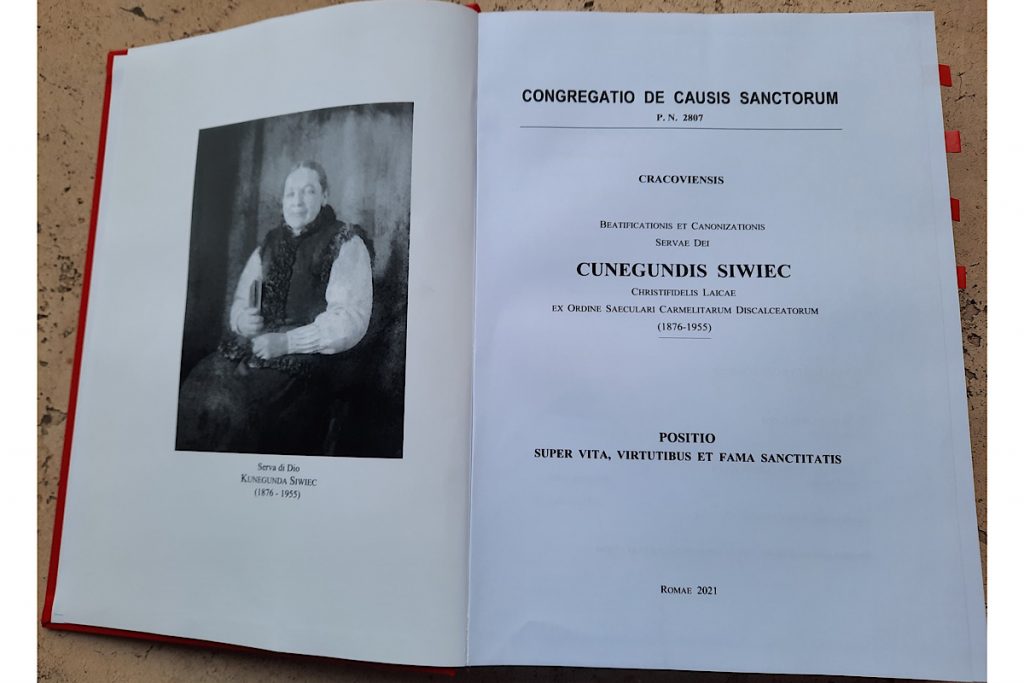 Serva di Dio
KUNEGUNDA SIWIEC
(1876 - 1955)
CONGREGATIO DE CAUSIS SANCTORUM
P. N. 2807
CRACOVIENSIS
BEATIFICATIONIS ET CANONIZATIONIS
SERVAE DEI
CUNEGUNDIS SIWIEC
CHRISTIFIDELIS LAICAE
EX ORDINE SAECULARI CARMELITARUM DISCALCEATORUM
(1876-1955)
POSITIO
SUPER VITA, VIRTUTIBUS ET FAMA SANCTITATIS
ROMAE 2021